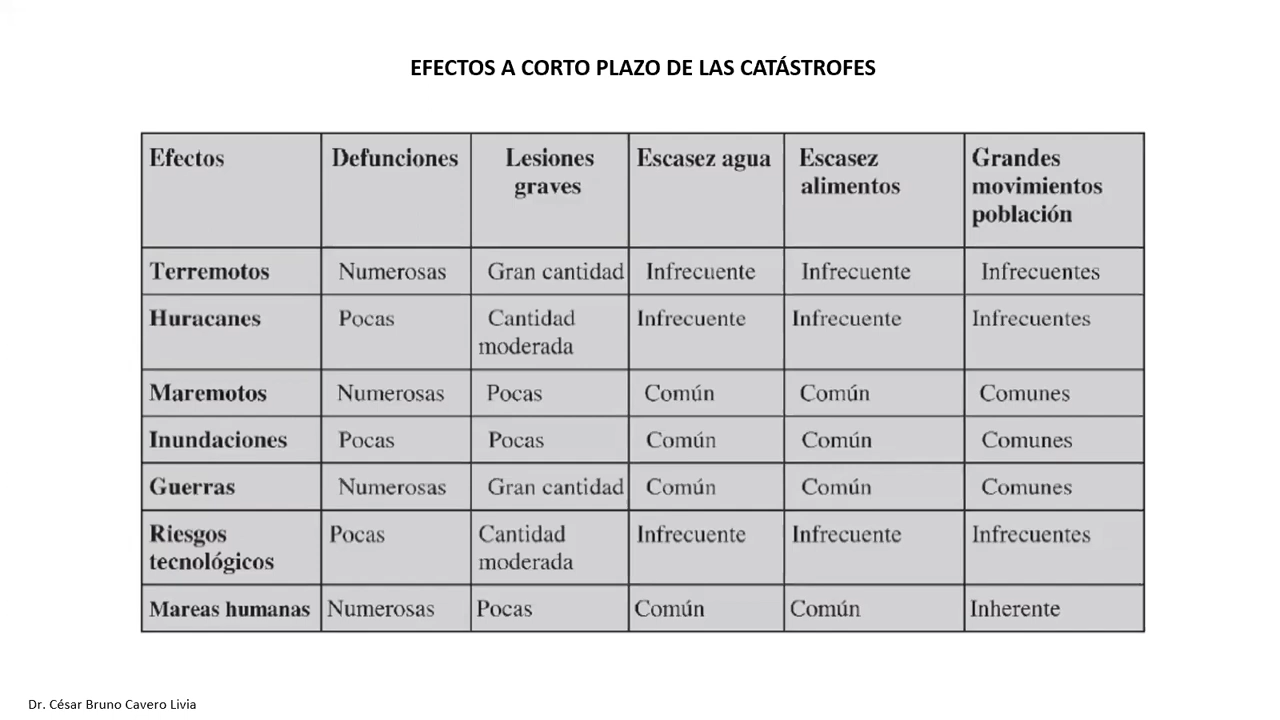 EFECTOS A CORTO PLAZO DE LAS CATÁSTROFES
Efectos Defunciones Lesiones graves Escasez agua Escasez alimentos Grandes movimientos población
Terremotos Numerosas Gran cantidad Infrecuente Infrecuente Infrecuentes
Huracanes Pocas Cantidad moderada Infrecuente Infrecuente Infrecuentes
Maremotos Numerosas Pocas Común Común Comunes
Inundaciones Pocas Pocas Común Común Comunes
Guerras Numerosas Gran cantidad Común Común Comunes
Riesgos tecnológicos Pocas Cantidad moderada Infrecuente Infrecuente Infrecuentes
Mareas humanas Numerosas Pocas Común Común Inherente
Dr. César Bruno Cavero Livia